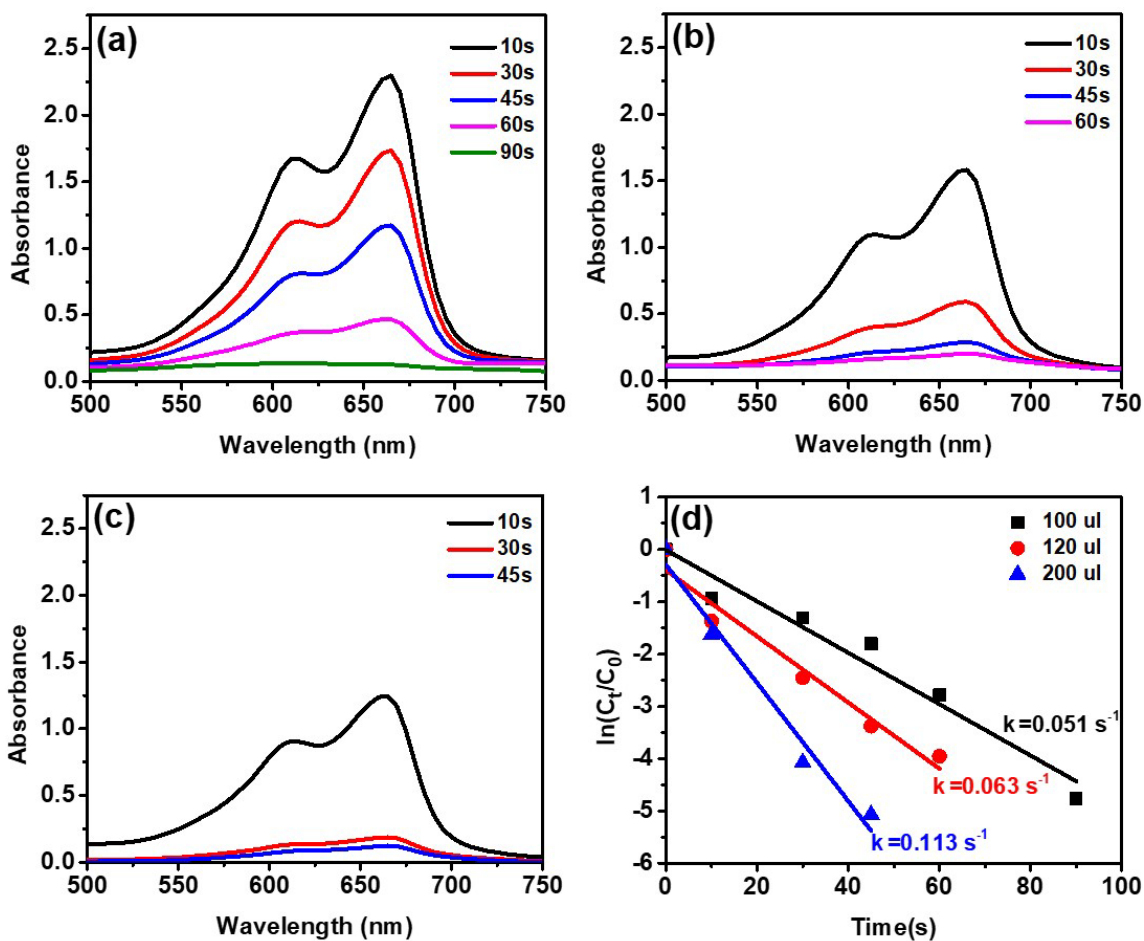 (a)
10s
30s
45s
60s
90s
2.5
2.0
1.5
1.0
0.5
0.0
500 550 600 650 700 750
Absorbance
Wavelength (nm)
(b)
10s
30s
45s
60s
2.5
2.0
1.5
1.0
0.5
0.0
500 550 600 650 700 750
Absorbance
Wavelength (nm)
(c)
10s
30s
45s
2.5
2.0
1.5
1.0
0.5
0.0
500 550 600 650 700 750
Absorbance
Wavelength (nm)
(d)
100 ul
120 ul
200 ul
1
0
-1
-2
-3
-4
-5
-6
0 20 40 60 80 100
ln(Cₜ/C₀)
Time(s)
k=0.051 s⁻¹
k=0.063 s⁻¹
k=0.113 s⁻¹